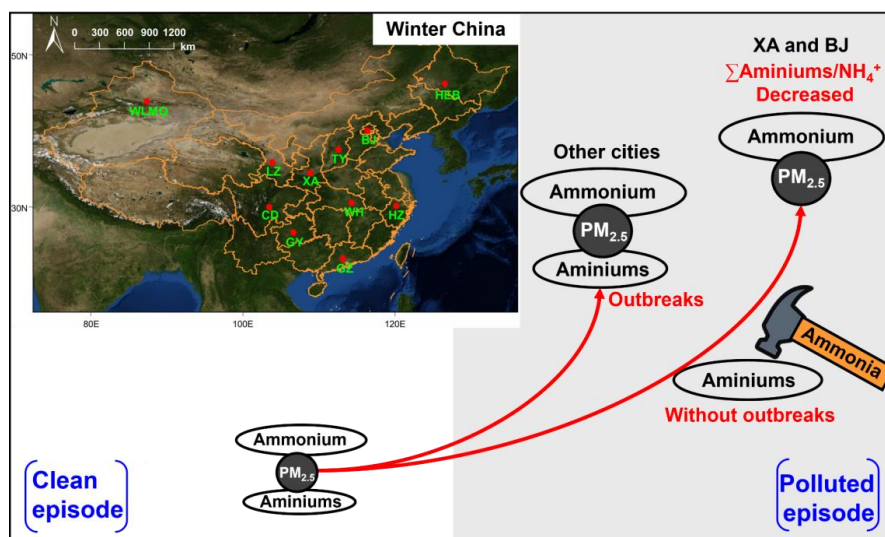 N
0 300 600 900 1200
km
Winter China
50N
30N
80E
100E
120E
WLMQ
HEB
BJ
TY
LZ
XA
CD
WH
HZ
GY
GZ
XA and BJ
∑Aminiums/NH₄⁺
Decreased
Ammonium
PM₂.₅
Other cities
Ammonium
PM₂.₅
Aminiums
Outbreaks
Ammonia
Aminiums
Without outbreaks
Ammonium
PM₂.₅
Aminiums
Clean
episode
Polluted
episode